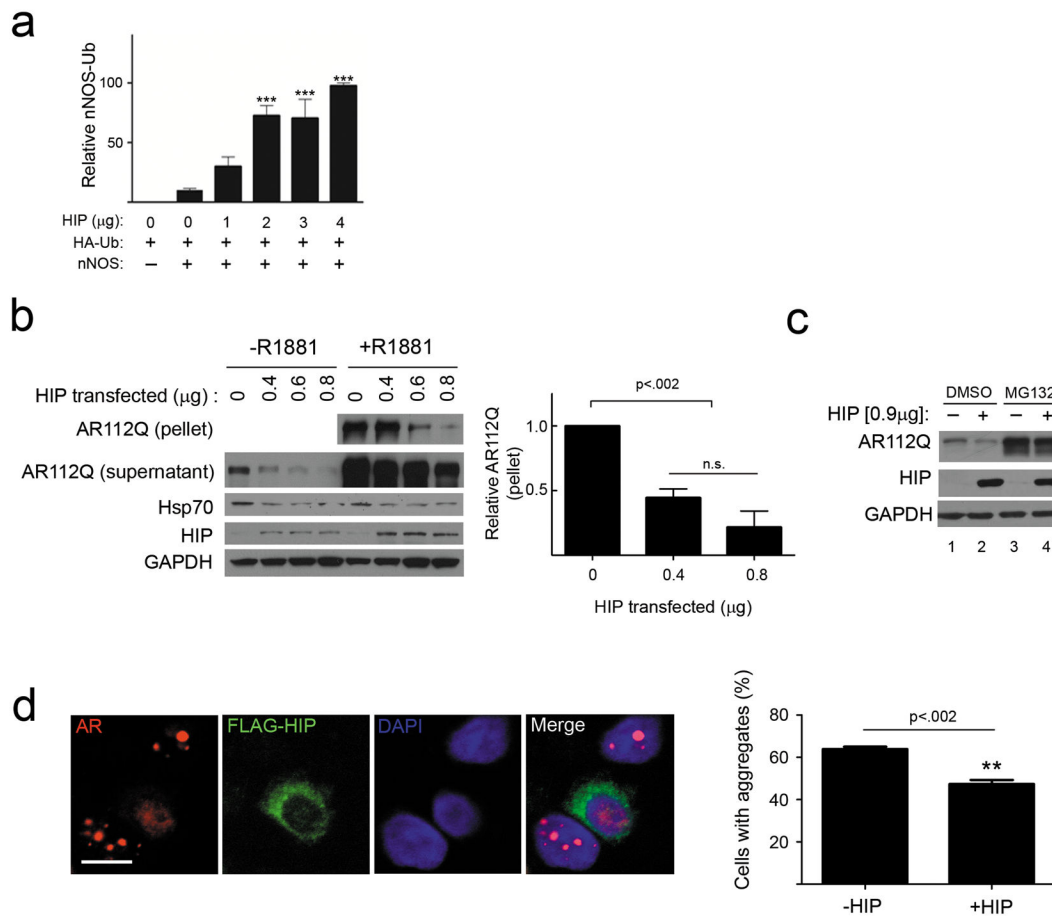 a
Relative nNOS-Ub
100
50
*** *** ***
HIP (µg): 0 0 1 2 3 4
HA-Ub: + + + + + +
nNOS: – + + + + +
b
-R1881 +R1881
HIP transfected (µg) : 0 0.4 0.6 0.8 0 0.4 0.6 0.8
AR112Q (pellet)
AR112Q (supernatant)
Hsp70
HIP
GAPDH
Relative AR112Q
(pellet)
p<.002
1.0
n.s.
0.5
0 0.4 0.8
HIP transfected (µg)
c
DMSO MG132
HIP [0.9µg]: – + – +
AR112Q
HIP
GAPDH
1 2 3 4
d
AR FLAG-HIP DAPI Merge
Cells with aggregates (%)
80
p<.002
60
**
40
20
-HIP +HIP